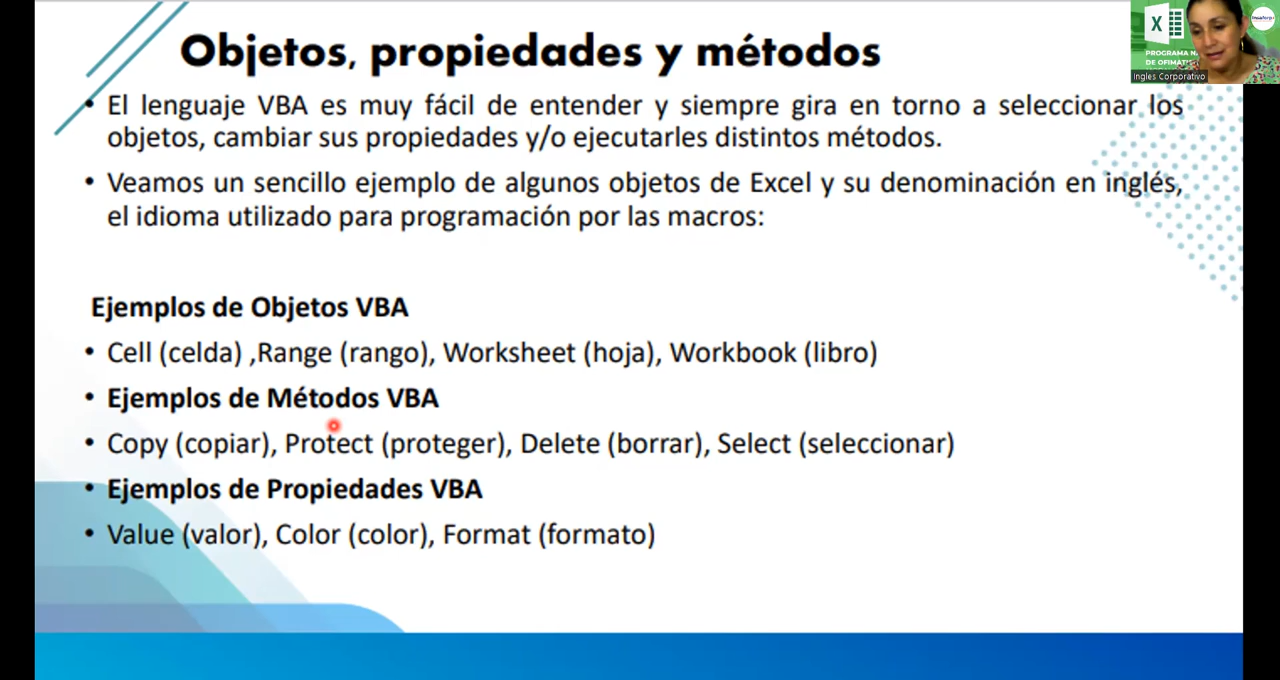 Objetos, propiedades y métodos
• El lenguaje VBA es muy fácil de entender y siempre gira en torno a seleccionar los
objetos, cambiar sus propiedades y/o ejecutarles distintos métodos.
• Veamos un sencillo ejemplo de algunos objetos de Excel y su denominación en inglés,
el idioma utilizado para programación por las macros:
Ejemplos de Objetos VBA
• Cell (celda) ,Range (rango), Worksheet (hoja), Workbook (libro)
• Ejemplos de Métodos VBA
• Copy (copiar), Protect (proteger), Delete (borrar), Select (seleccionar)
• Ejemplos de Propiedades VBA
• Value (valor), Color (color), Format (formato)
X
PROGRAMA
DE
Ingles Corporativo